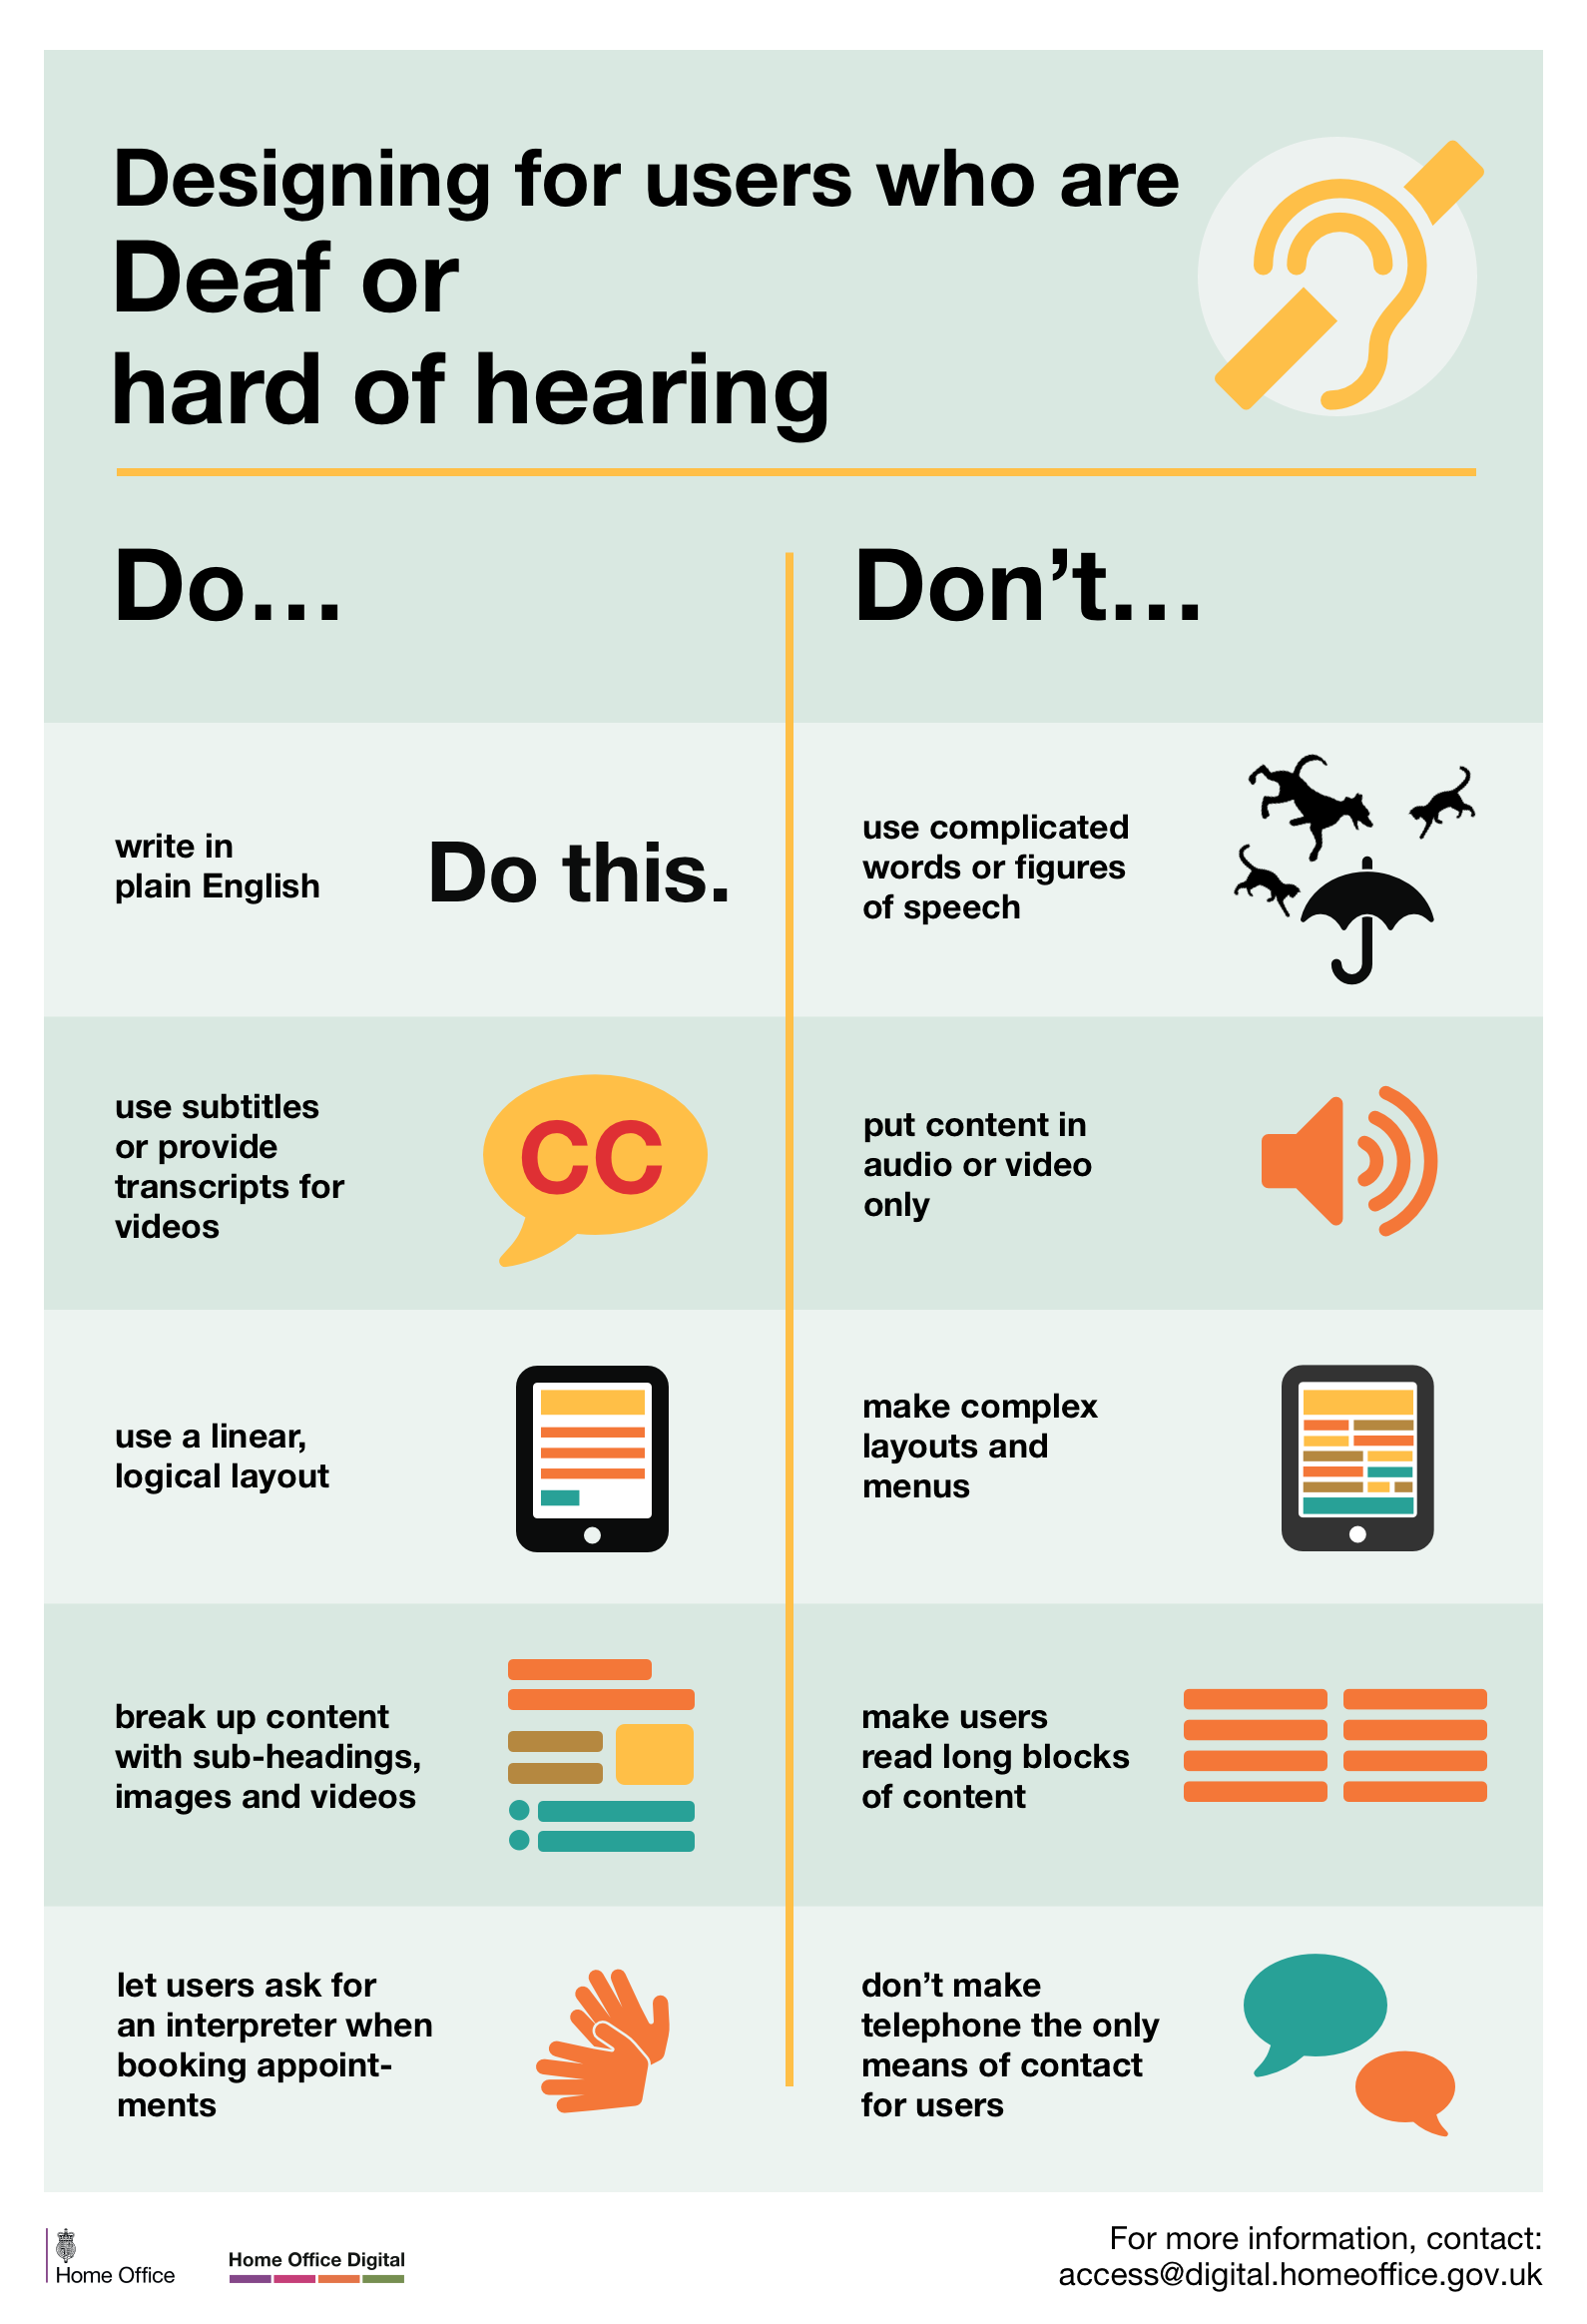 Designing for users who are
Deaf or
hard of hearing
Do...
Don’t...
write in
plain English
Do this.
use complicated
words or figures
of speech
use subtitles
or provide
transcripts for
videos
CC
put content in
audio or video
only
use a linear,
logical layout
make complex
layouts and
menus
break up content
with sub-headings,
images and videos
make users
read long blocks
of content
let users ask for
an interpreter when
booking appoint-
ments
don’t make
telephone the only
means of contact
for users
Home Office
Home Office Digital
For more information, contact:
access@digital.homeoffice.gov.uk